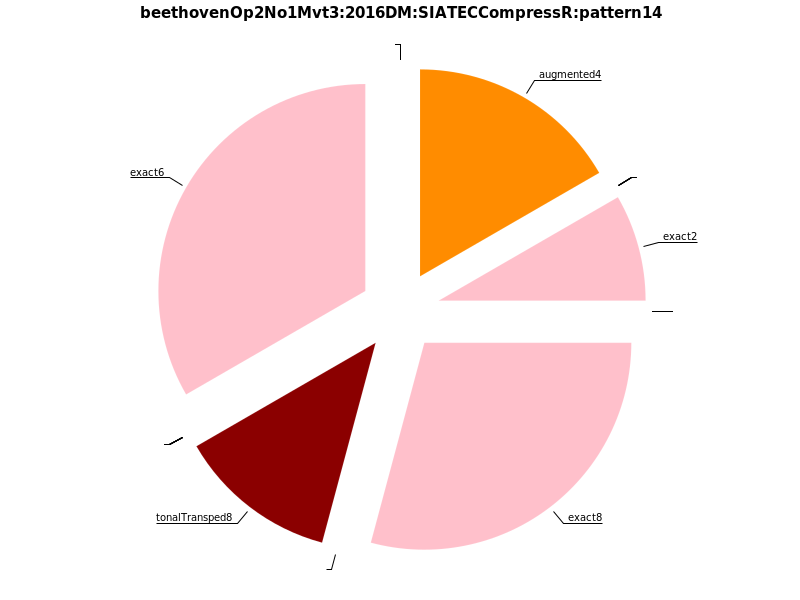 beethovenOp2No1Mvt3:2016DM:SIATECCompressR:pattern14
augmented4
exact6
exact2
tonalTransped8
exact8